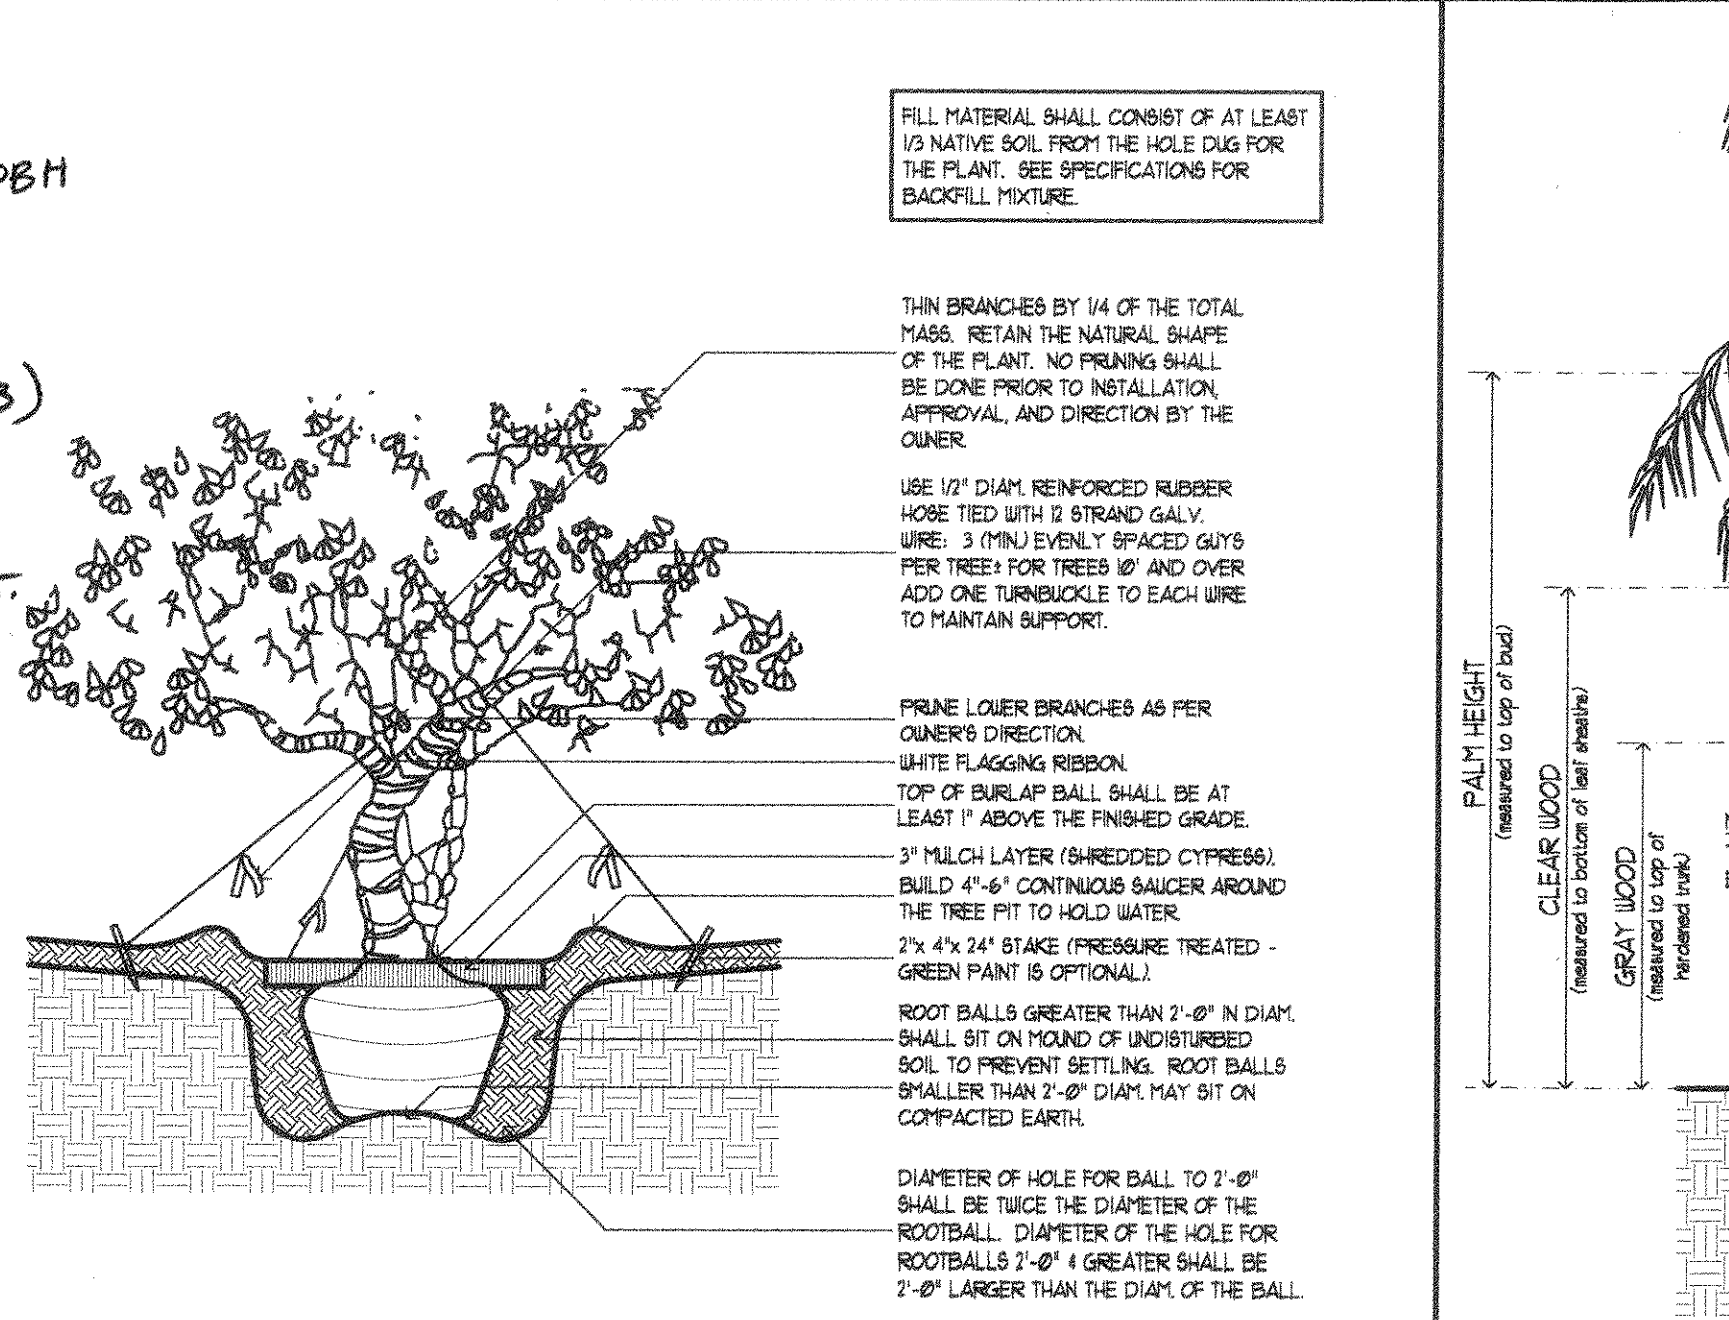 DBH
3)
FILL MATERIAL SHALL CONSIST OF AT LEAST
1/3 NATIVE SOIL FROM THE HOLE DUG FOR
THE PLANT. SEE SPECIFICATIONS FOR
BACKFILL MIXTURE.
THIN BRANCHES BY 1/4 OF THE TOTAL
MASS. RETAIN THE NATURAL SHAPE
OF THE PLANT. NO PRUNING SHALL
BE DONE PRIOR TO INSTALLATION,
APPROVAL, AND DIRECTION BY THE
OWNER.
USE 1/2" DIAM. REINFORCED RUBBER
HOSE TIED WITH 12 STRAND GALV.
WIRE: 3 (MIN.) EVENLY SPACED GUYS
PER TREE: FOR TREES 10' AND OVER
ADD ONE TURNBUCKLE TO EACH WIRE
TO MAINTAIN SUPPORT.
PRUNE LOWER BRANCHES AS PER
OWNER'S DIRECTION.
WHITE FLAGGING RIBBON.
TOP OF BURLAP BALL SHALL BE AT
LEAST 1" ABOVE THE FINISHED GRADE.
3" MULCH LAYER (SHREDDED CYPRESS).
BUILD 4"-6" CONTINUOUS SAUCER AROUND
THE TREE PIT TO HOLD WATER
2"x 4"x 24" STAKE (PRESSURE TREATED -
GREEN PAINT IS OPTIONAL).
ROOT BALLS GREATER THAN 2'-0" IN DIAM.
SHALL SIT ON MOUND OF UNDISTURBED
SOIL TO PREVENT SETTLING. ROOT BALLS
SMALLER THAN 2'-0" DIAM. MAY SIT ON
COMPACTED EARTH.
DIAMETER OF HOLE FOR BALL TO 2'-0"
SHALL BE TWICE THE DIAMETER OF THE
ROOTBALL. DIAMETER OF THE HOLE FOR
ROOTBALLS 2'-0" & GREATER SHALL BE
2'-0" LARGER THAN THE DIAM. OF THE BALL.
PALM HEIGHT
(measured to top of bud)
CLEAR WOOD
(measured to bottom of leaf sheaths)
GRAY WOOD
(measured to top of
hardened trunk)